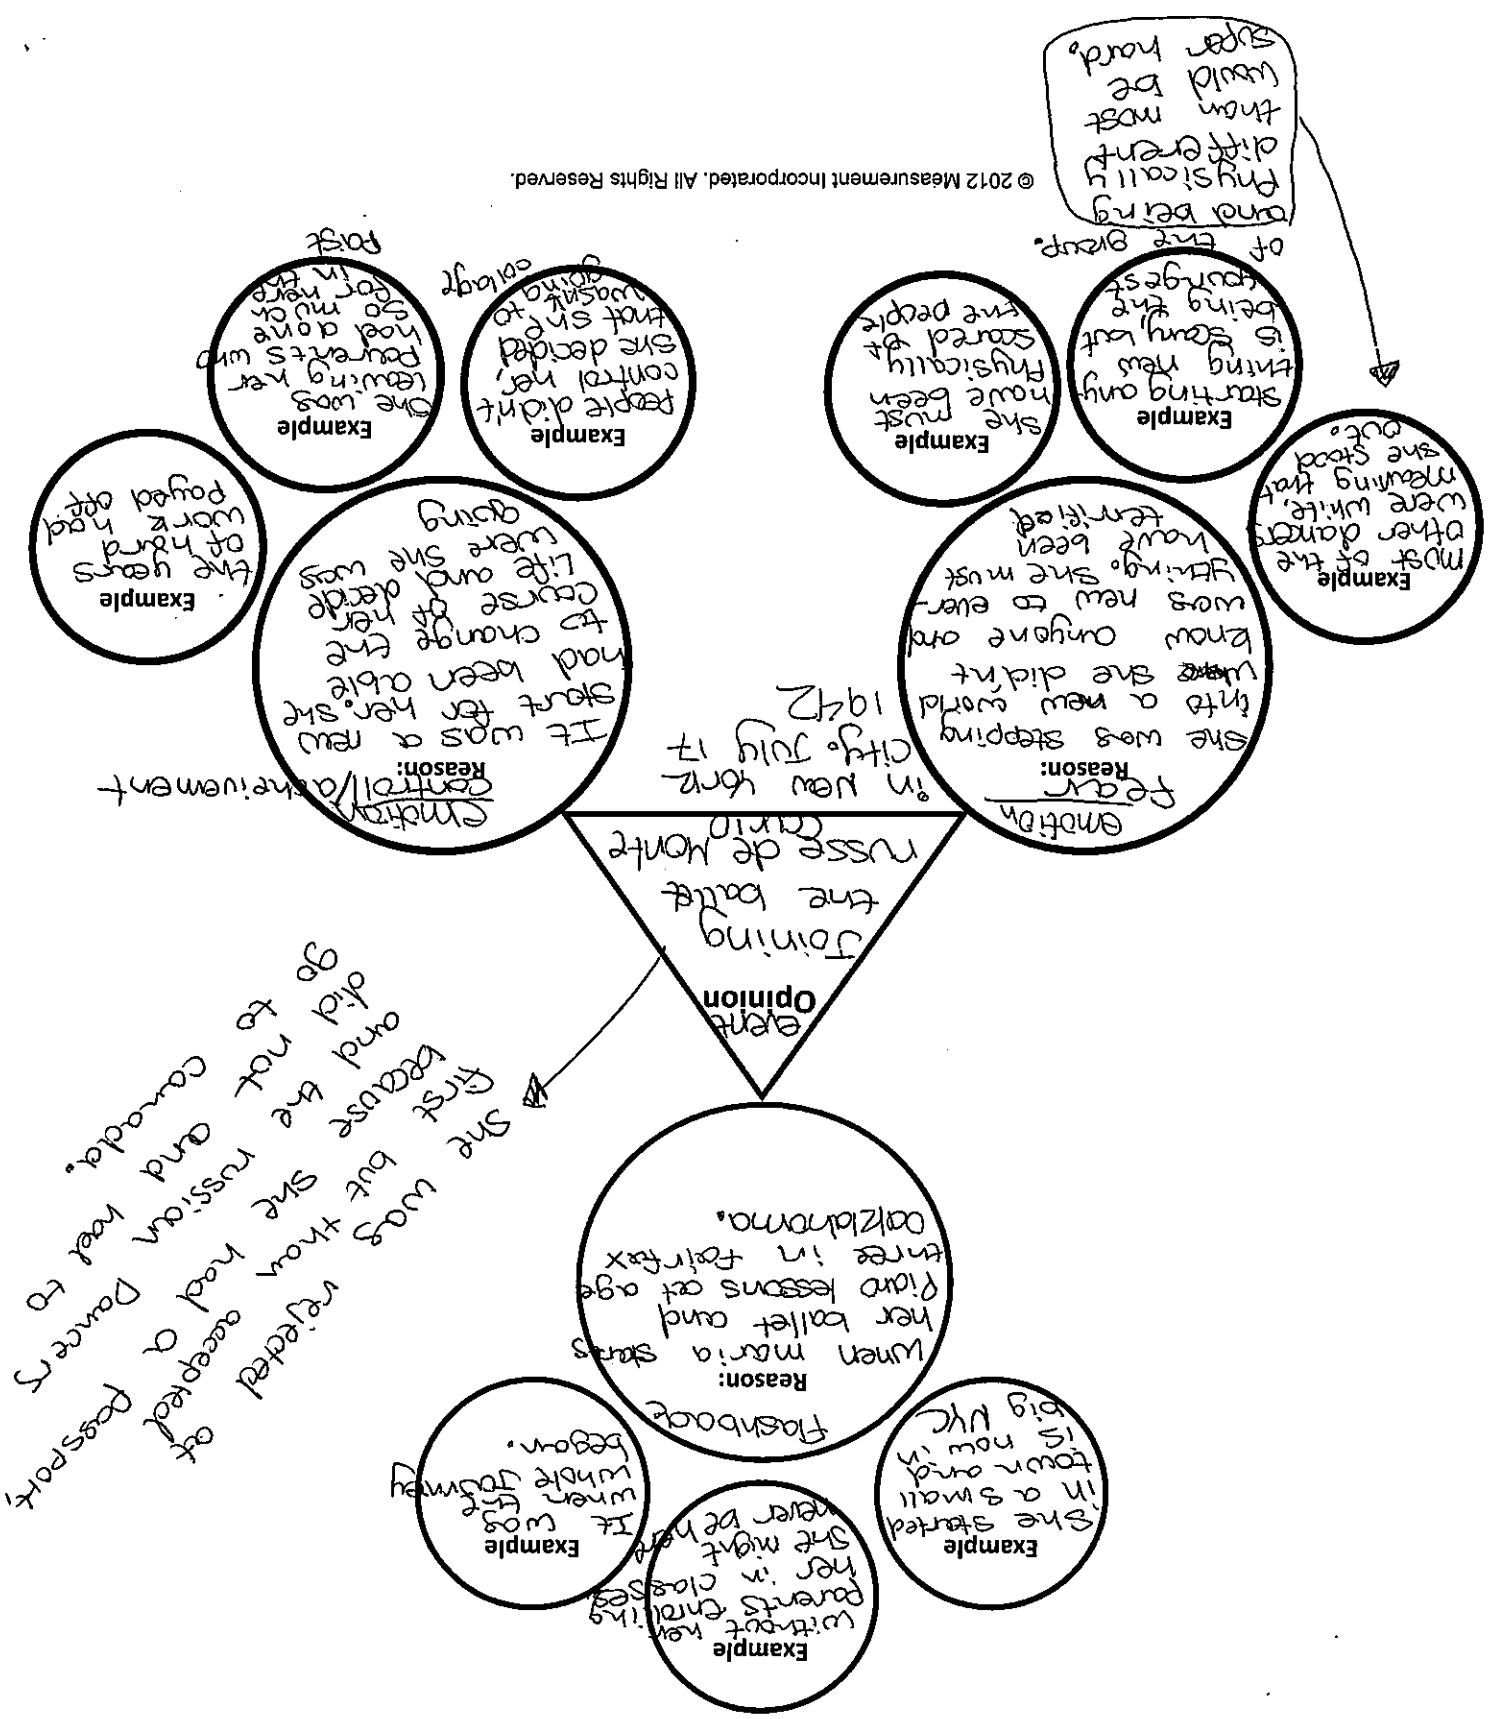 Example
without her
parents enrolling
her in classes
she might
never be here
Example
She started
in a small
town and
is now in
big NYC
Example
It was
when the
whole Journey
began.
Flashback
Reason:
when maria starts
her ballet and
Piano lessons at age
three in fairfax
oaklahoma.
She was rejected at
first but than accepted
because she had a passport,
and the russian Dancers
did not and had to
go to canada.
event
Opinion
Joining
the ballet
russe de Monte
Carlo
in New York
city. July 17
1942
emotion
fear
Reason:
she was stepping
into a new world
she didn't
know anyone and
was new to ever-
ything. she must
have been
terrified
Example
most of the
other dancers
were white,
meaning that
she stood
out.
Example
starting any
thing new
is scary, but
being the
youngest
of the group.
and being
Physically
different
than most
would be
super hard.
Example
She must
have been
Physically
scared of
the people
emotion
controll/acheivement
Reason:
It was a new
start for her. she
had been able
to change the
course of her
Life and decide
were she was
going
Example
People didn't
control her,
she decided
that she
wasn't to
going collage
Example
She was
leaving her
parents who
had done
so much
for here
in the
past
Example
the years
of hard
work had
payed off
© 2012 Measurement Incorporated. All Rights Reserved.